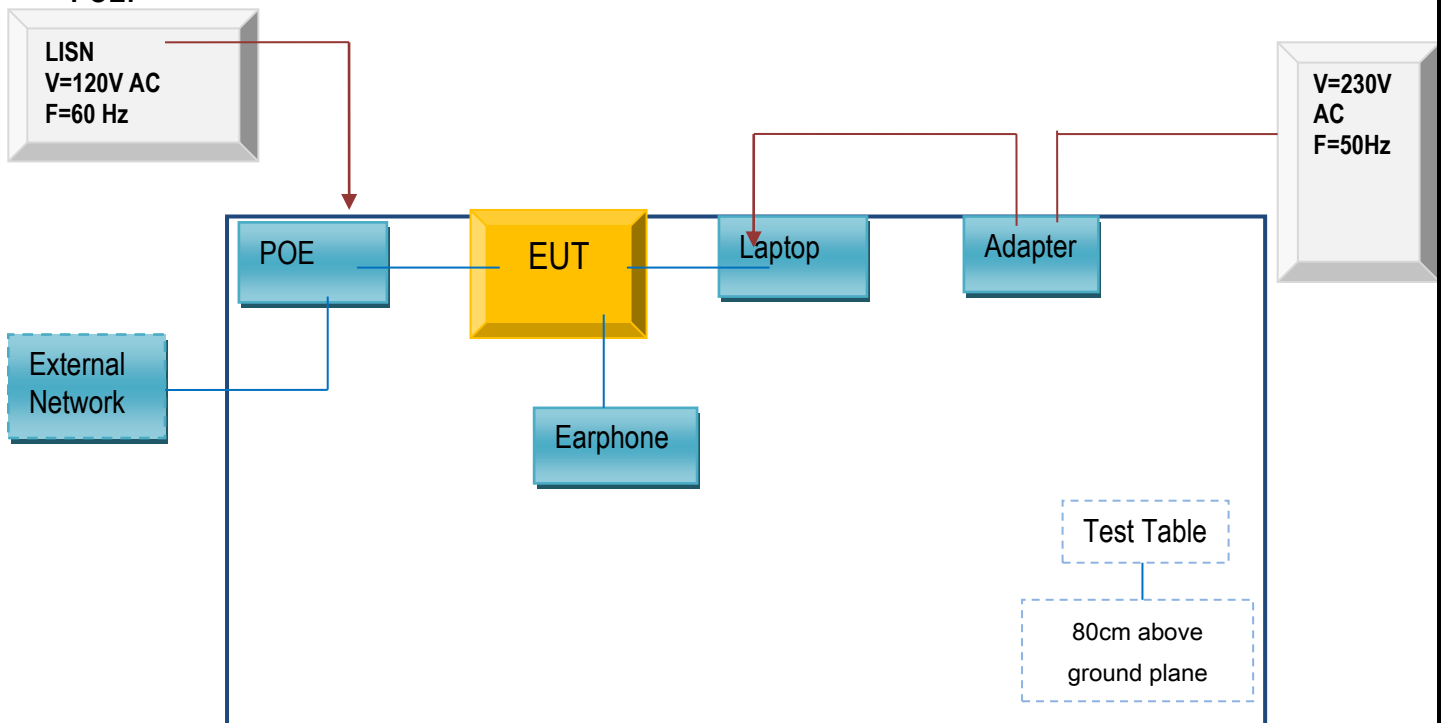 LISN
V=120V AC
F=60 Hz
V=230V
AC
F=50Hz
POE
EUT
Laptop
Adapter
External
Network
Earphone
Test Table
80cm above
ground plane